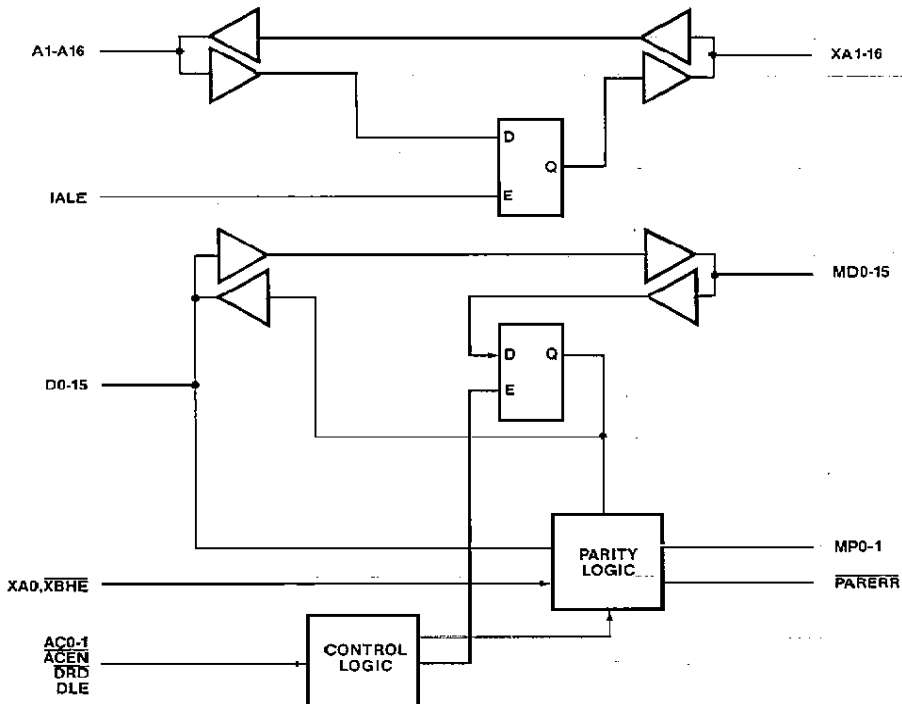 A1-A16
XA1-16
D
Q
IALE
E
MD0-15
D Q
D0-15
E
PARITY
LOGIC
MP0-1
XA0,XBHE
PARERR
AC0-1
ACEN
DRD
DLE
CONTROL
LOGIC